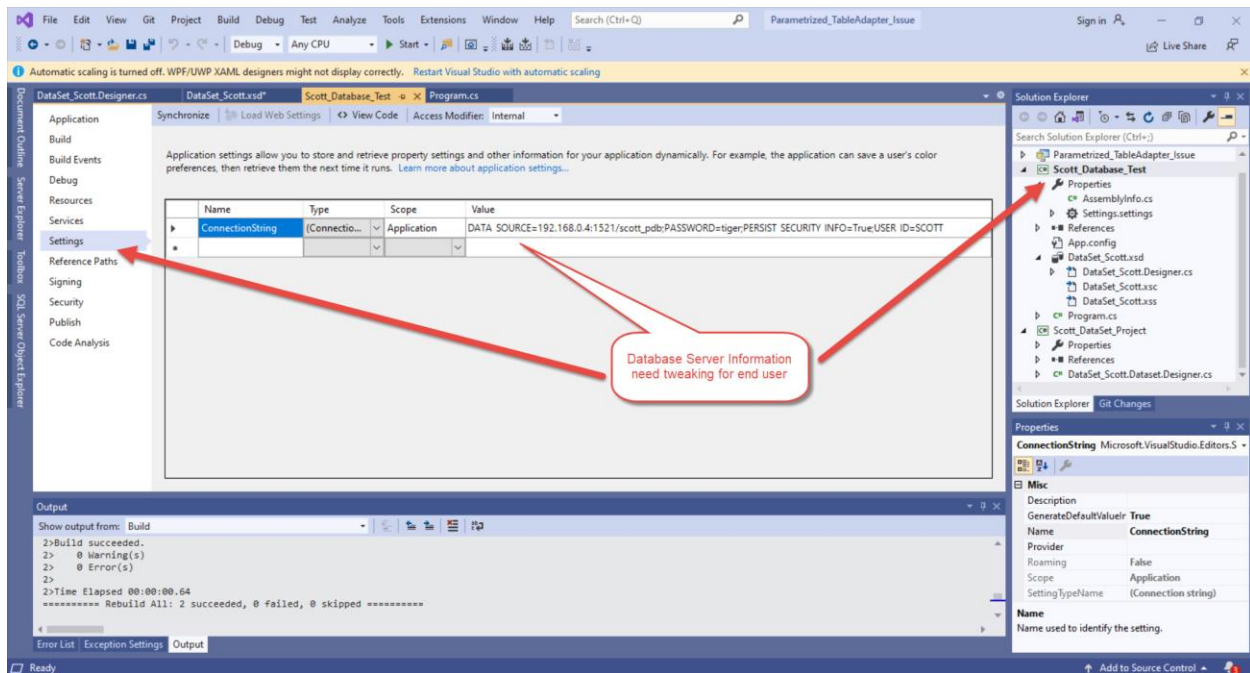 File Edit View Git Project Build Debug Test Analyze Tools Extensions Window Help Search (Ctrl+Q) Parametrized_TableAdapter_Issue Sign in
Debug Any CPU Start Live Share
Automatic scaling is turned off. WPF/UWP XAML designers might not display correctly. Restart Visual Studio with automatic scaling
Document Outline
Server Explorer
Toolbox
SQL Server Object Explorer
DataSet_Scott.Designer.cs DataSet_Scott.xsd* Scott_Database_Test Program.cs
Application
Build
Build Events
Debug
Resources
Services
Settings
Reference Paths
Signing
Security
Publish
Code Analysis
Synchronize Load Web Settings View Code Access Modifier: Internal
Application settings allow you to store and retrieve property settings and other information for your application dynamically. For example, the application can save a user's color
preferences, then retrieve them the next time it runs. Learn more about application settings...
Name Type Scope Value
ConnectionString (Connectio... Application DATA SOURCE=192.168.0.4:1521/scott_pdb;PASSWORD=tiger;PERSIST SECURITY INFO=True;USER ID=SCOTT
Database Server Information
need tweaking for end user
Solution Explorer
Search Solution Explorer (Ctrl+;)
Parametrized_TableAdapter_Issue
Scott_Database_Test
Properties
AssemblyInfo.cs
Settings.settings
References
App.config
DataSet_Scott.xsd
DataSet_Scott.Designer.cs
DataSet_Scott.xsc
DataSet_Scott.xss
Program.cs
Scott_DataSet_Project
Properties
References
DataSet_Scott.Dataset.Designer.cs
Solution Explorer Git Changes
Properties
ConnectionString Microsoft.VisualStudio.Editors.S
Misc
Description
GenerateDefaultValueIr True
Name ConnectionString
Provider
Roaming False
Scope Application
SettingTypeName (Connection string)
Name
Name used to identify the setting.
Output
Show output from: Build
2>Build succeeded.
2> 0 Warning(s)
2> 0 Error(s)
2>
2>Time Elapsed 00:00:00.64
========== Rebuild All: 2 succeeded, 0 failed, 0 skipped ==========
Error List Exception Settings Output
Ready Add to Source Control